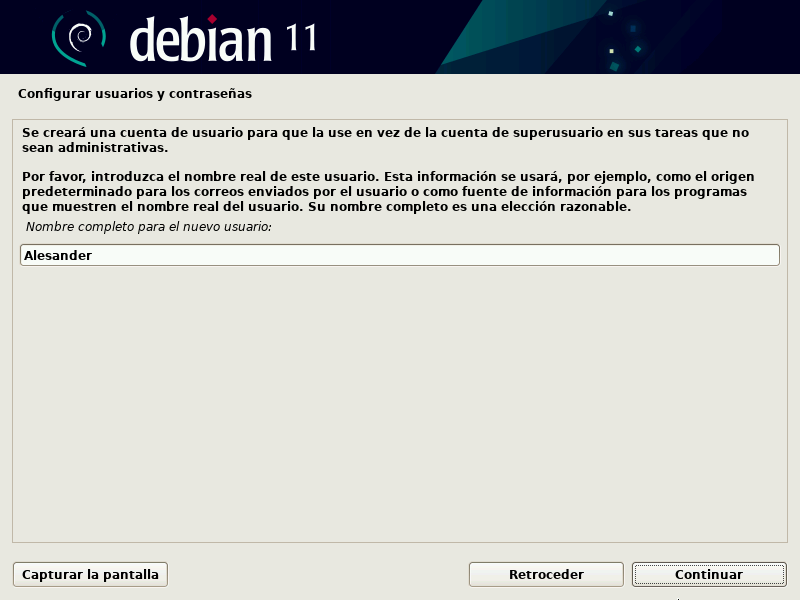 debian 11
Configurar usuarios y contraseñas
Se creará una cuenta de usuario para que la use en vez de la cuenta de superusuario en sus tareas que no
sean administrativas.
Por favor, introduzca el nombre real de este usuario. Esta información se usará, por ejemplo, como el origen
predeterminado para los correos enviados por el usuario o como fuente de información para los programas
que muestren el nombre real del usuario. Su nombre completo es una elección razonable.
Nombre completo para el nuevo usuario:
Alesander
Capturar la pantalla
Retroceder
Continuar